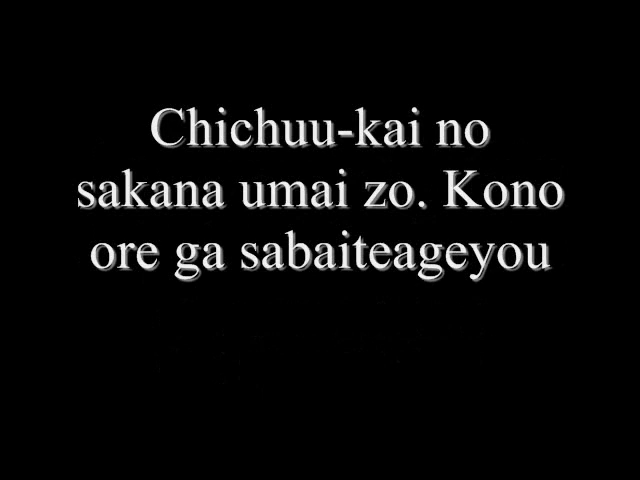 Chichuu-kai no
sakana umai zo. Kono
ore ga sabaiteageyou